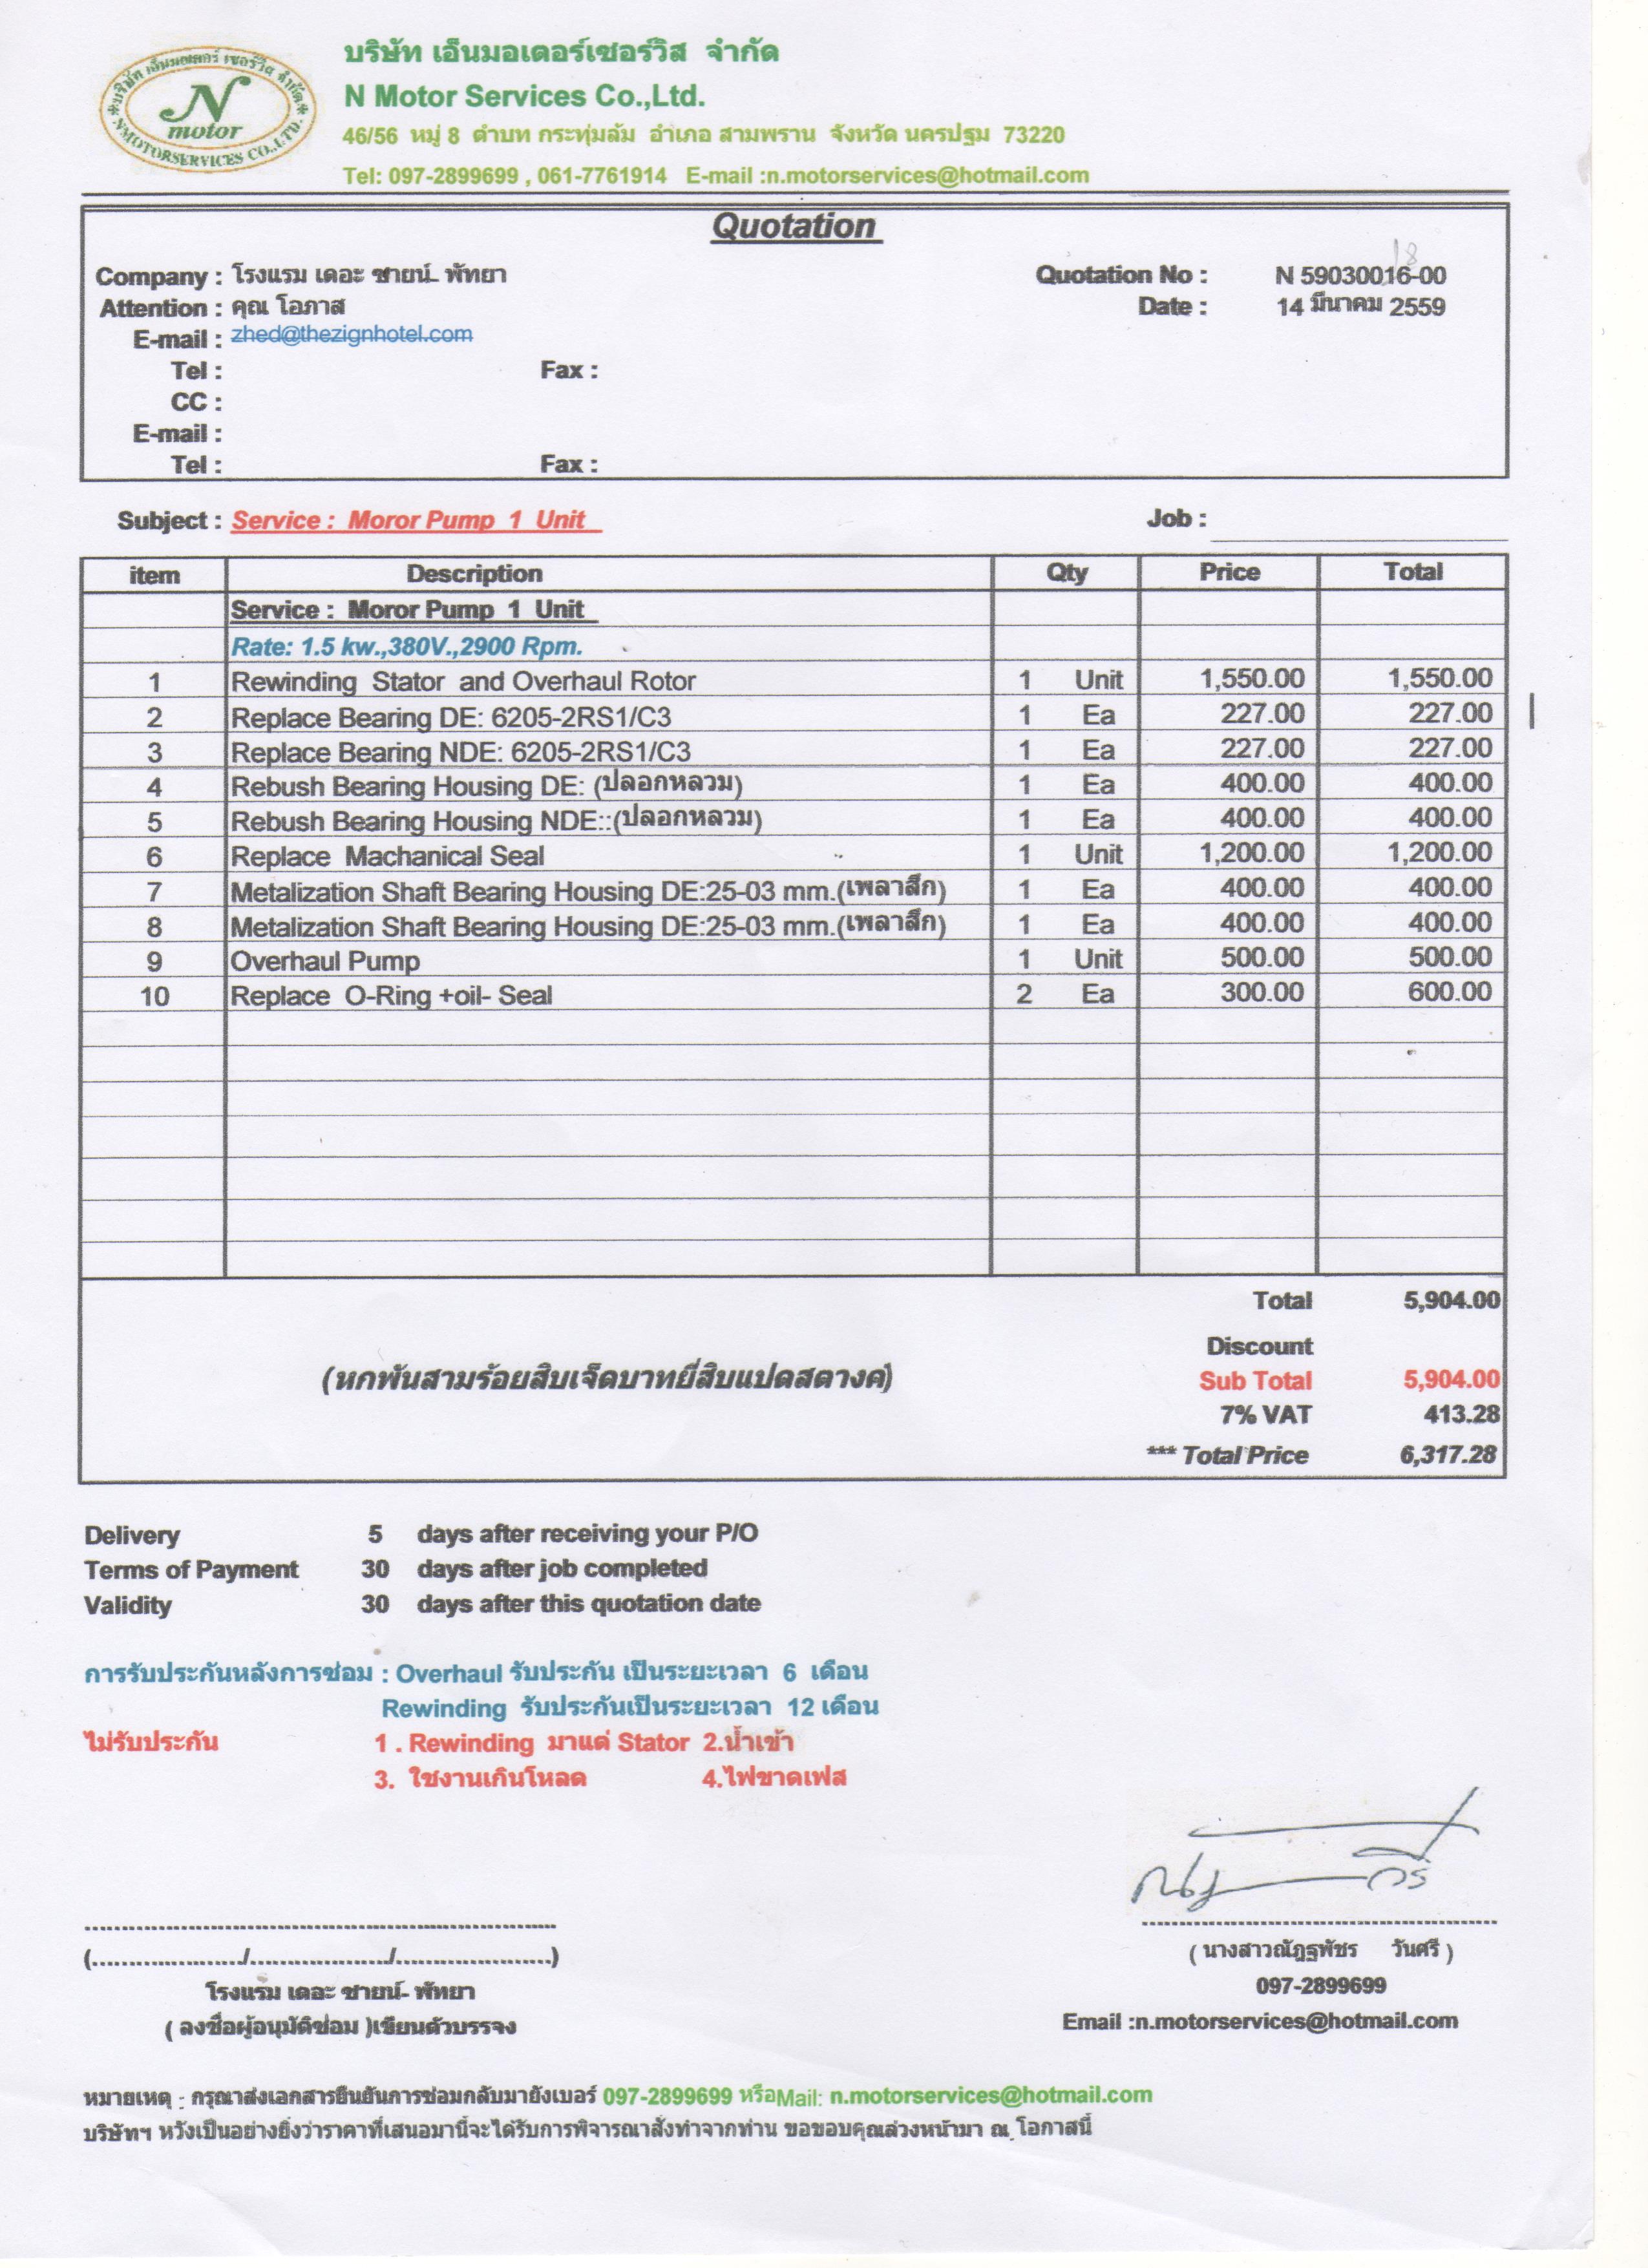 บริษัท เอ็นมอเตอร์เซอร์วิส จำกัด
N Motor Services Co.,Ltd.
46/56 หมู่ 8 ตำบท กระทุ่มล้ม อำเภอ สามพราน จังหวัด นครปฐม 73220
Tel: 097-2899699 , 061-7761914 E-mail :n.motorservices@hotmail.com
บริษัท เอ็นมอเตอร์ เซอร์วิส จำกัด
N
motor
NMOTORSERVICES CO.,LTD.
Quotation
18
Company : โรงแรม เดอะ ซายน์- พัทยา Quotation No : N 59030016-00
Attention : คุณ โอภาส Date : 14 มีนาคม 2559
E-mail : zhed@thezignhotel.com
Tel : Fax :
CC :
E-mail :
Tel : Fax :
Subject : Service : Moror Pump 1 Unit Job :
item Description Qty Price Total
Service : Moror Pump 1 Unit
Rate: 1.5 kw.,380V.,2900 Rpm.
1 Rewinding Stator and Overhaul Rotor 1 Unit 1,550.00 1,550.00
2 Replace Bearing DE: 6205-2RS1/C3 1 Ea 227.00 227.00
3 Replace Bearing NDE: 6205-2RS1/C3 1 Ea 227.00 227.00
4 Rebush Bearing Housing DE: (ปลอกหลวม) 1 Ea 400.00 400.00
5 Rebush Bearing Housing NDE::(ปลอกหลวม) 1 Ea 400.00 400.00
6 Replace Machanical Seal 1 Unit 1,200.00 1,200.00
7 Metalization Shaft Bearing Housing DE:25-03 mm.(เพลาสึก) 1 Ea 400.00 400.00
8 Metalization Shaft Bearing Housing DE:25-03 mm.(เพลาสึก) 1 Ea 400.00 400.00
9 Overhaul Pump 1 Unit 500.00 500.00
10 Replace O-Ring +oil- Seal 2 Ea 300.00 600.00
Total 5,904.00
Discount
(หกพันสามร้อยสิบเจ็ดบาทยี่สิบแปดสตางค์) Sub Total 5,904.00
7% VAT 413.28
*** Total Price 6,317.28
Delivery 5 days after receiving your P/O
Terms of Payment 30 days after job completed
Validity 30 days after this quotation date
การรับประกันหลังการซ่อม : Overhaul รับประกัน เป็นระยะเวลา 6 เดือน
Rewinding รับประกันเป็นระยะเวลา 12 เดือน
ไม่รับประกัน 1 . Rewinding มาแต่ Stator 2.น้ำเข้า
3. ใช้งานเกินโหลด 4.ไฟขาดเฟส
(...................../...................../.....................) ( นางสาวณัฎฐพัชร วันศรี )
โรงแรม เดอะ ซายน์- พัทยา 097-2899699
( ลงชื่อผู้อนุมัติซ่อม )เขียนตัวบรรจง Email :n.motorservices@hotmail.com
หมายเหตุ : กรุณาส่งเอกสารยืนยันการซ่อมกลับมายังเบอร์ 097-2899699 หรือMail: n.motorservices@hotmail.com
บริษัทฯ หวังเป็นอย่างยิ่งว่าราคาที่เสนอมานี้จะได้รับการพิจารณาสั่งทำจากท่าน ขอขอบคุณล่วงหน้ามา ณ โอกาสนี้